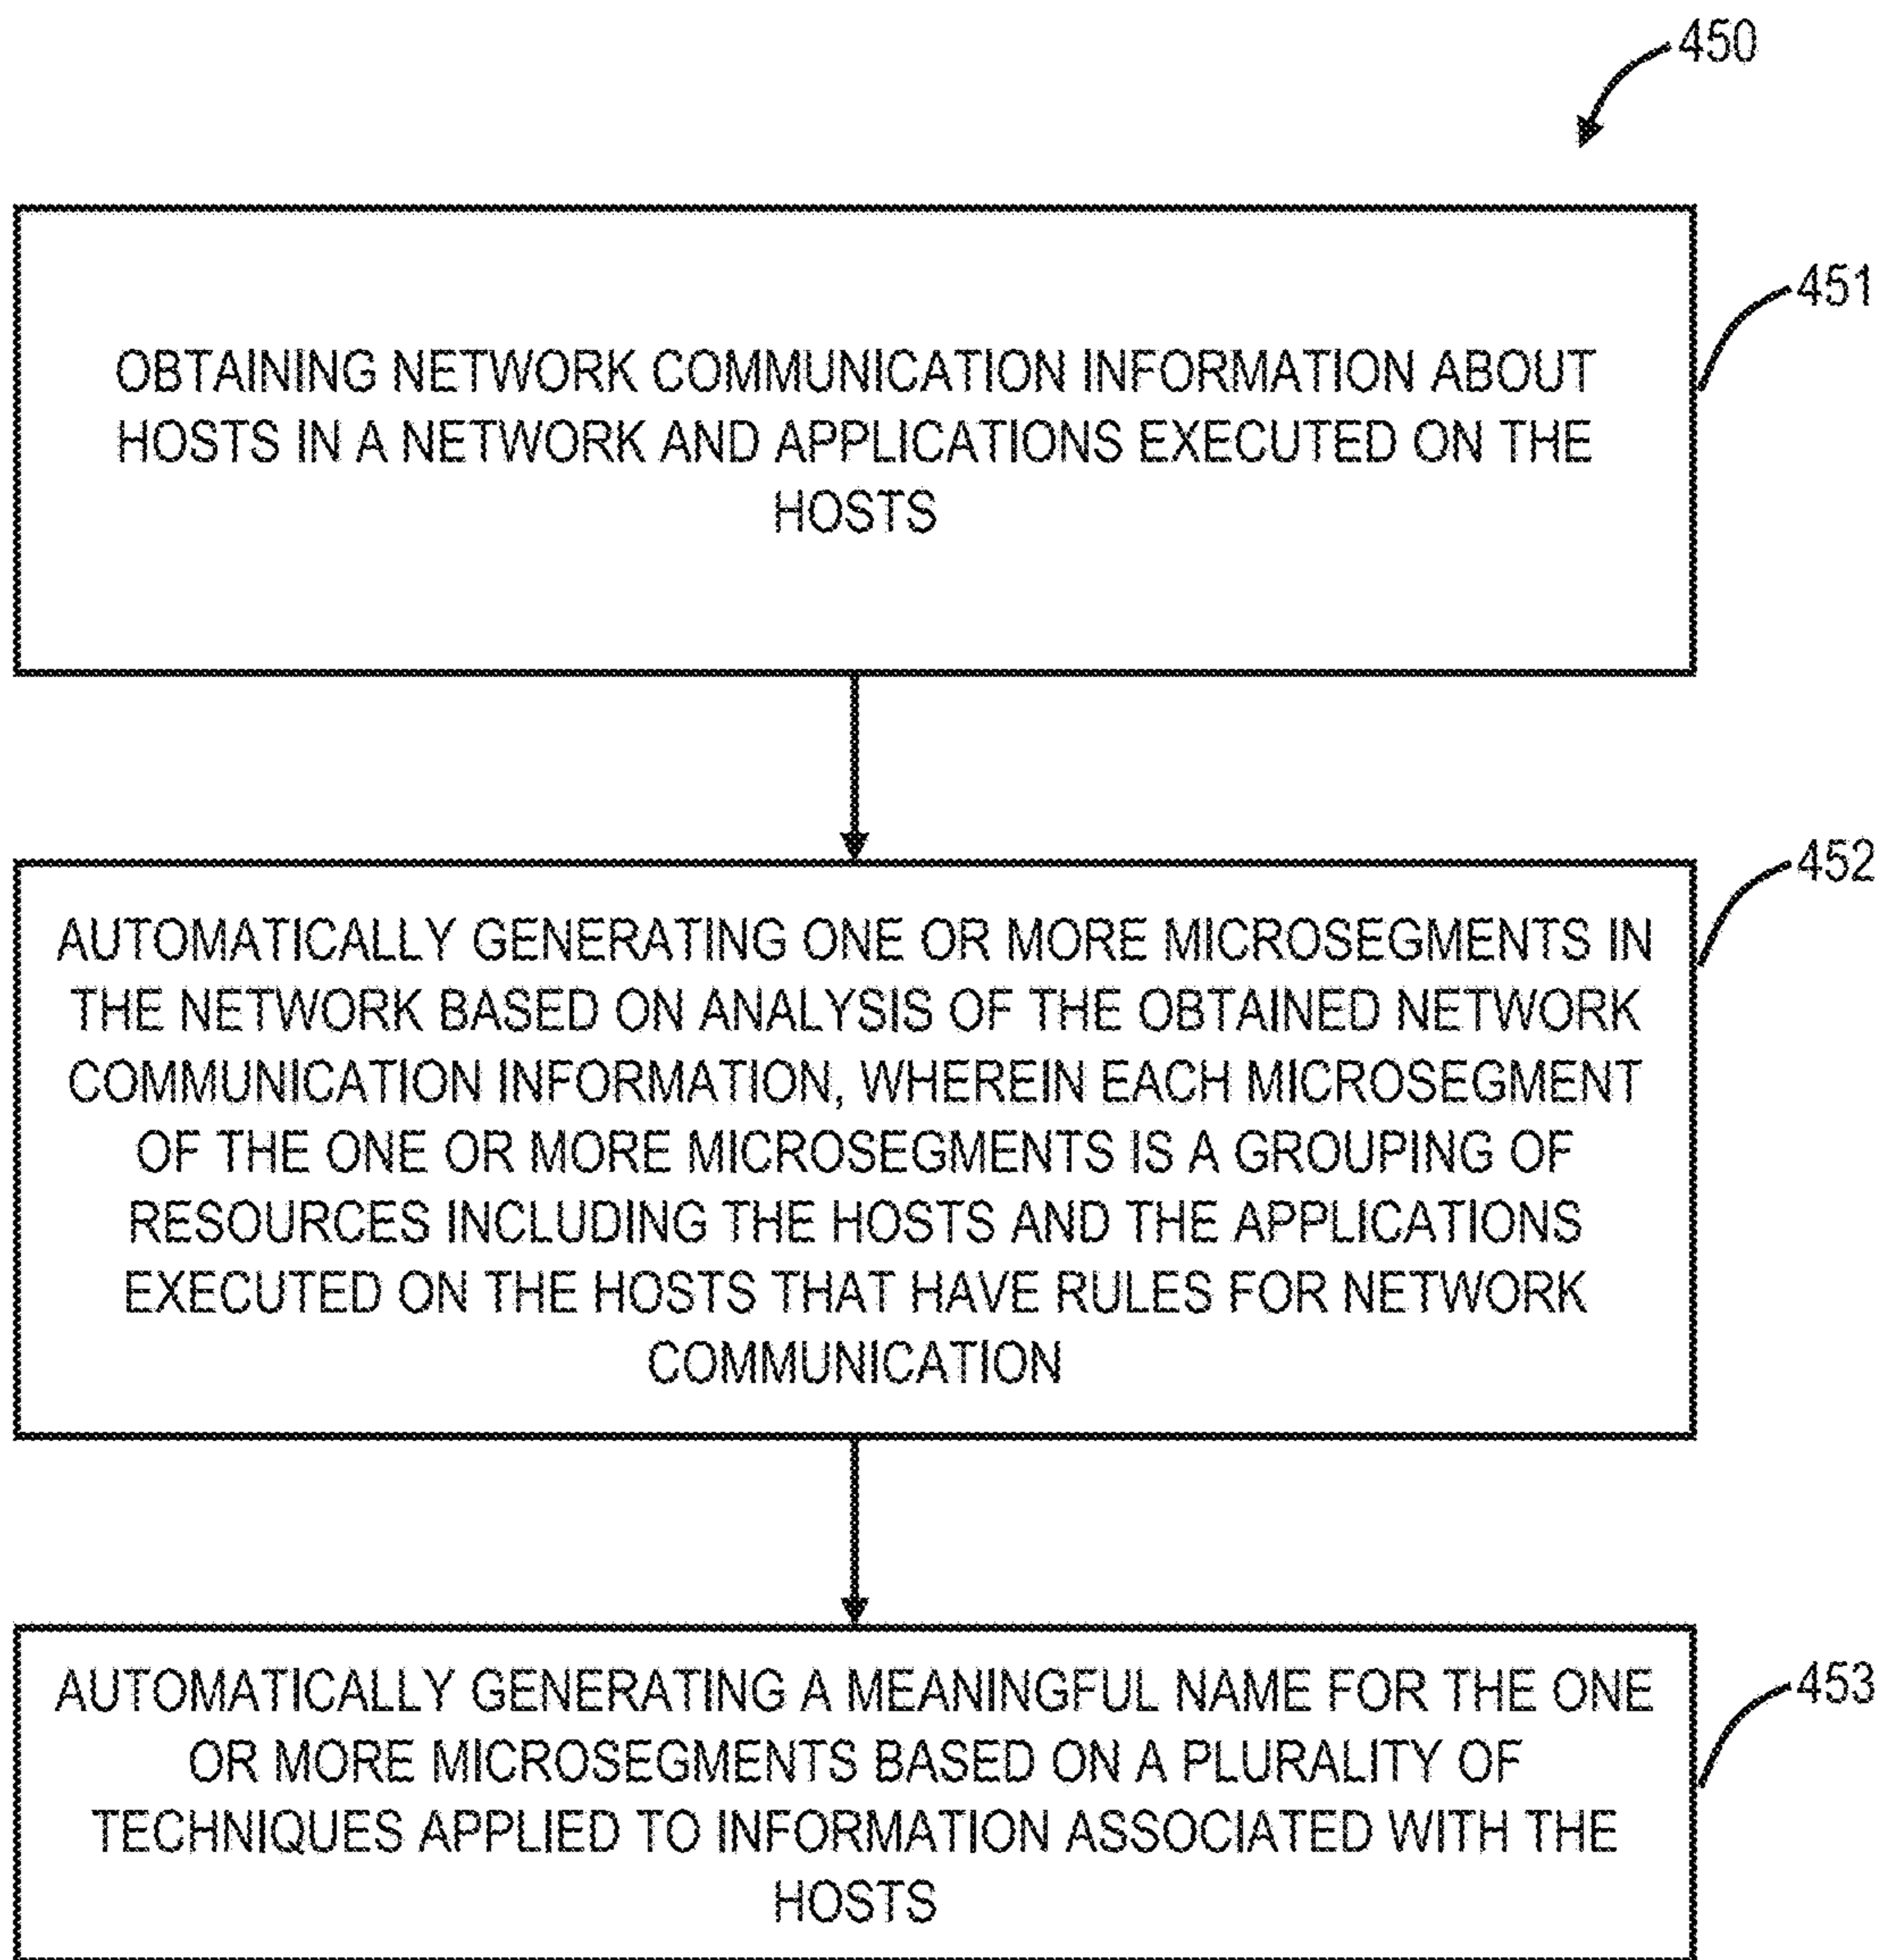 450
OBTAINING NETWORK COMMUNICATION INFORMATION ABOUT
HOSTS IN A NETWORK AND APPLICATIONS EXECUTED ON THE
HOSTS
451
AUTOMATICALLY GENERATING ONE OR MORE MICROSEGMENTS IN
THE NETWORK BASED ON ANALYSIS OF THE OBTAINED NETWORK
COMMUNICATION INFORMATION, WHEREIN EACH MICROSEGMENT
OF THE ONE OR MORE MICROSEGMENTS IS A GROUPING OF
RESOURCES INCLUDING THE HOSTS AND THE APPLICATIONS
EXECUTED ON THE HOSTS THAT HAVE RULES FOR NETWORK
COMMUNICATION
452
AUTOMATICALLY GENERATING A MEANINGFUL NAME FOR THE ONE
OR MORE MICROSEGMENTS BASED ON A PLURALITY OF
TECHNIQUES APPLIED TO INFORMATION ASSOCIATED WITH THE
HOSTS
453